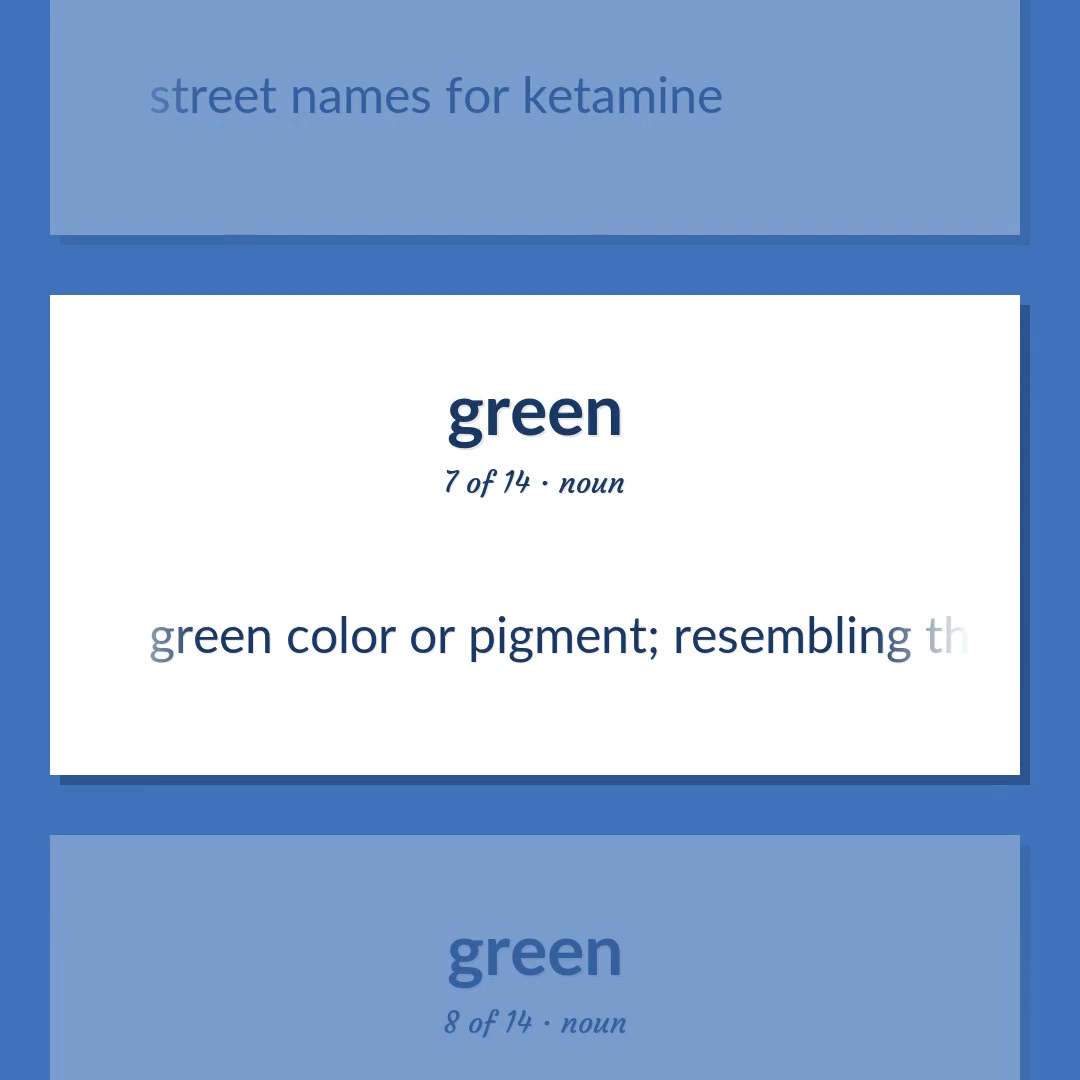 street names for ketamine
green
7 of 14 · noun
green color or pigment; resembling th
green
8 of 14 · noun